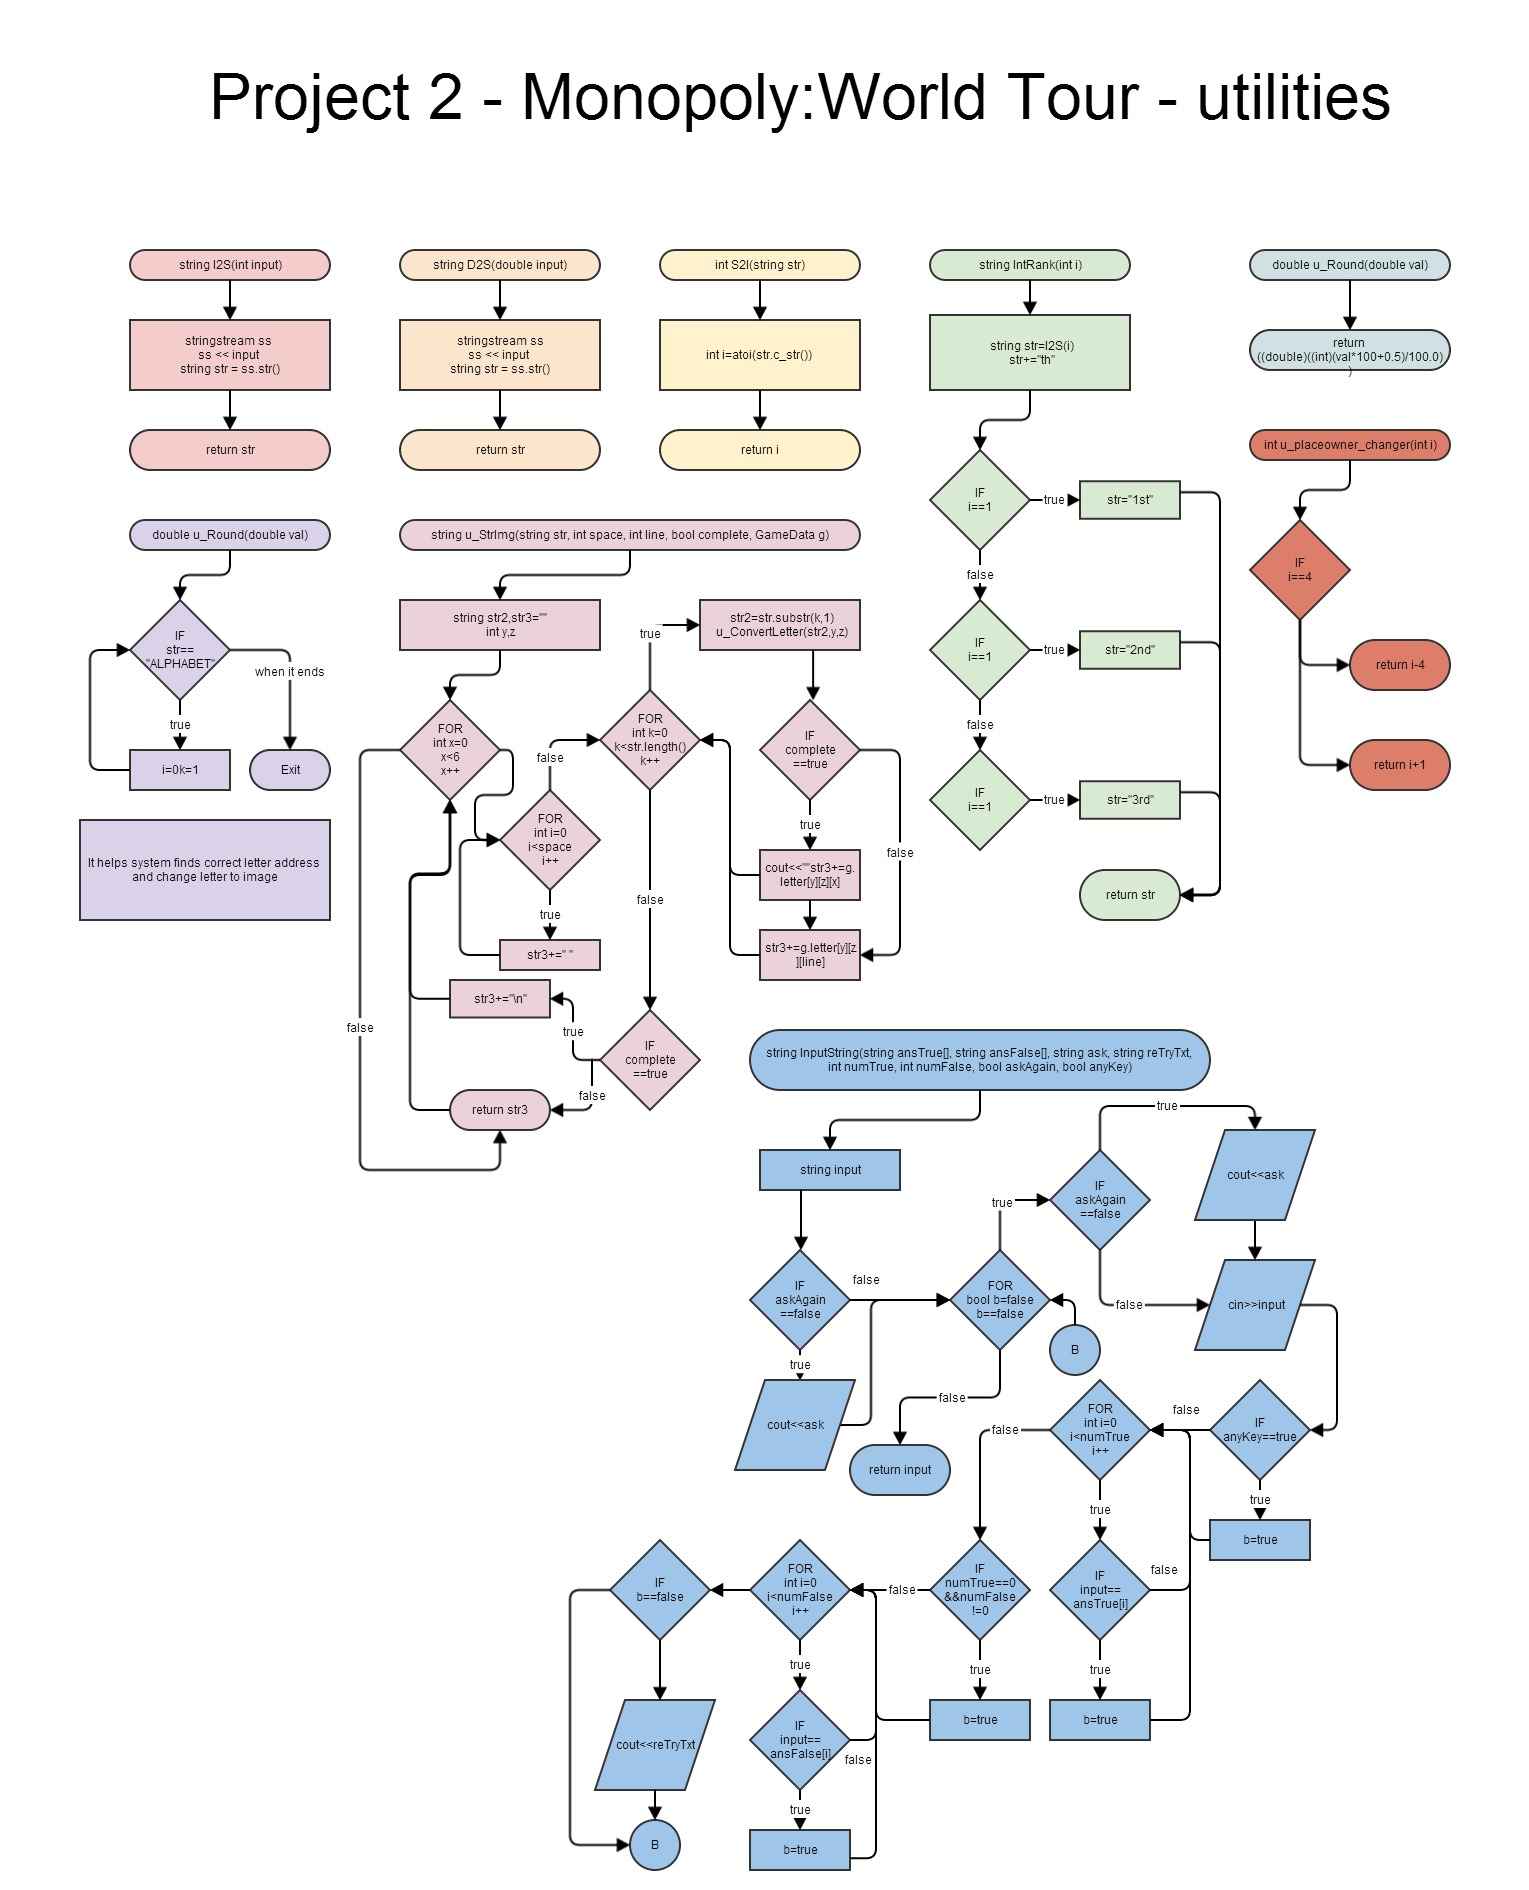 Project 2 - Monopoly:World Tour - utilities
string I2S(int input)
stringstream ss
ss << input
string str = ss.str()
return str
string D2S(double input)
stringstream ss
ss << input
string str = ss.str()
return str
int S2I(string str)
int i=atoi(str.c_str())
return i
string IntRank(int i)
string str=I2S(i)
str+="th"
IF
i==1
true
str="1st"
false
IF
i==1
true
str="2nd"
false
IF
i==1
true
str="3rd"
return str
double u_Round(double val)
return
((double)((int)(val*100+0.5)/100.0)
)
int u_placeowner_changer(int i)
IF
i==4
return i-4
return i+1
double u_Round(double val)
IF
str==
"ALPHABET"
when it ends
true
i=0k=1
Exit
It helps system finds correct letter address
and change letter to image
string u_StrImg(string str, int space, int line, bool complete, GameData g)
string str2,str3=""
int y,z
FOR
int x=0
x<6
x++
false
FOR
int i=0
i<space
i++
false
true
str3+=" "
FOR
int k=0
k<str.length()
k++
true
str2=str.substr(k,1)
u_ConvertLetter(str2,y,z)
IF
complete
==true
true
false
cout<<""str3+=g.
letter[y][z][x]
str3+=g.letter[y][z
][line]
false
IF
complete
==true
true
str3+="\n"
false
return str3
string InputString(string ansTrue[], string ansFalse[], string ask, string reTryTxt,
int numTrue, int numFalse, bool askAgain, bool anyKey)
string input
IF
askAgain
==false
false
true
cout<<ask
FOR
bool b=false
b==false
true
false
return input
B
IF
askAgain
==false
true
cout<<ask
false
cin>>input
IF
anyKey==true
false
true
b=true
FOR
int i=0
i<numTrue
i++
false
true
IF
input==
ansTrue[i]
false
true
b=true
IF
numTrue==0
&&numFalse
!=0
false
true
b=true
FOR
int i=0
i<numFalse
i++
true
IF
input==
ansFalse[i]
false
true
b=true
IF
b==false
cout<<reTryTxt
B